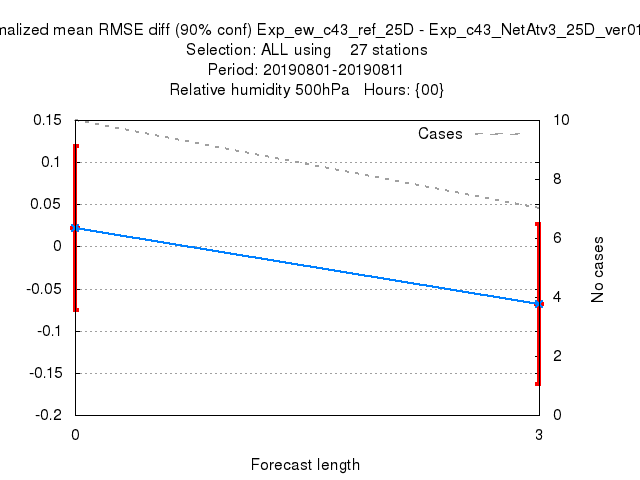 malized mean RMSE diff (90% conf) Exp_ew_c43_ref_25D - Exp_c43_NetAtv3_25D_ver01
Selection: ALL using 27 stations
Period: 20190801-20190811
Relative humidity 500hPa Hours: {00}
Cases
0.15
0.1
0.05
0
-0.05
-0.1
-0.15
-0.2
10
8
6
4
2
0
No cases
0 3
Forecast length